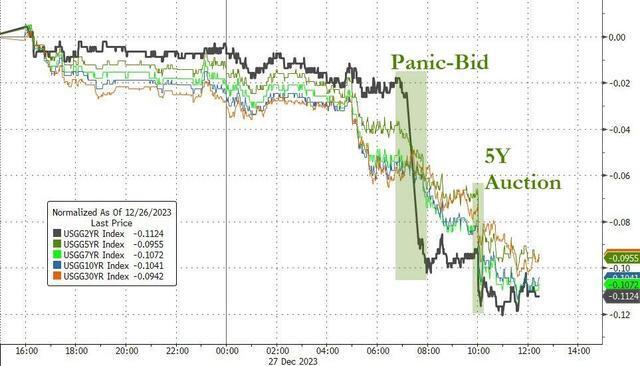 0,00
-0.02
-0.04
-0.06
-0.08
-0.10
-0.12
Panic-Bid
5Y
Auction
Normalized As Of 12/26/2023
Last Price
USGG2YR Index -0.1124
USGG5YR Index -0.0955
USGG7YR Index -0.1072
USGG10YR Index -0.1041
USGG30YR Index -0.0942
-0.0955
-0.1041
-0.1072
-0.1124
16:00
18:00
20:00
22:00
00:00
02:00
04:00
06:00
08:00
10:00
12:00
14:00
27 Dec 2023